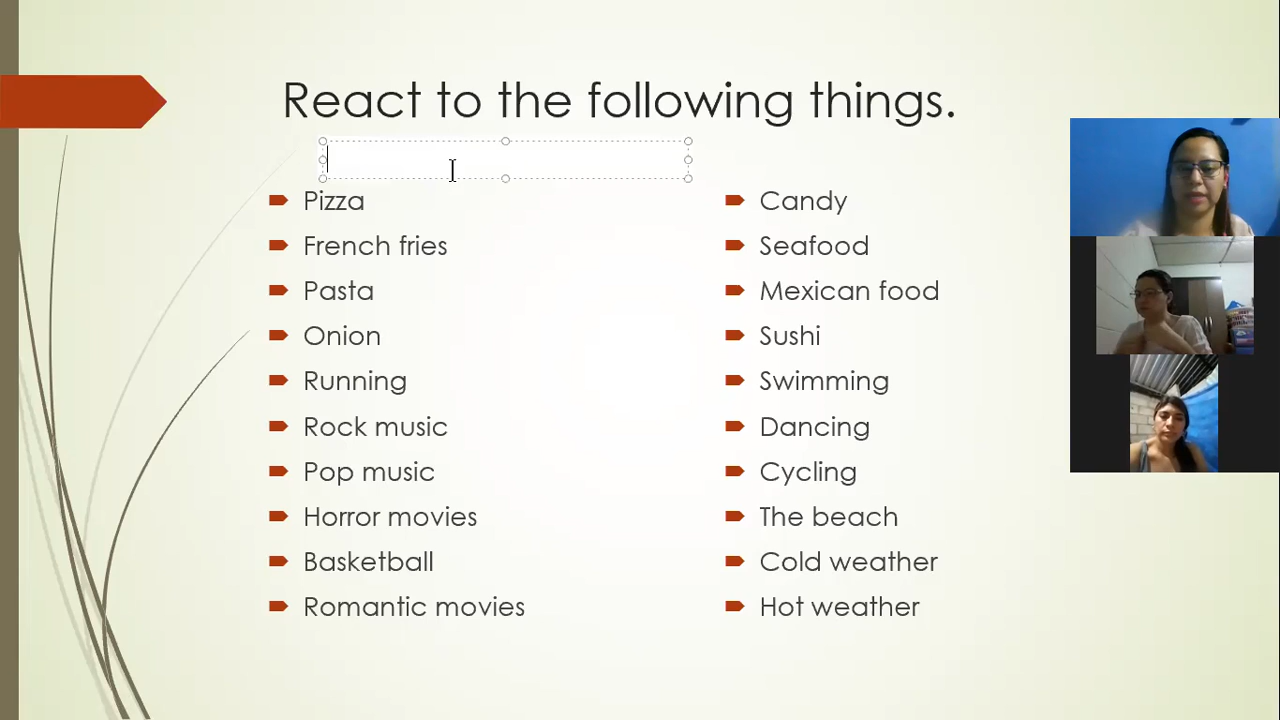 React to the following things.
Pizza
French fries
Pasta
Onion
Running
Rock music
Pop music
Horror movies
Basketball
Romantic movies
Candy
Seafood
Mexican food
Sushi
Swimming
Dancing
Cycling
The beach
Cold weather
Hot weather